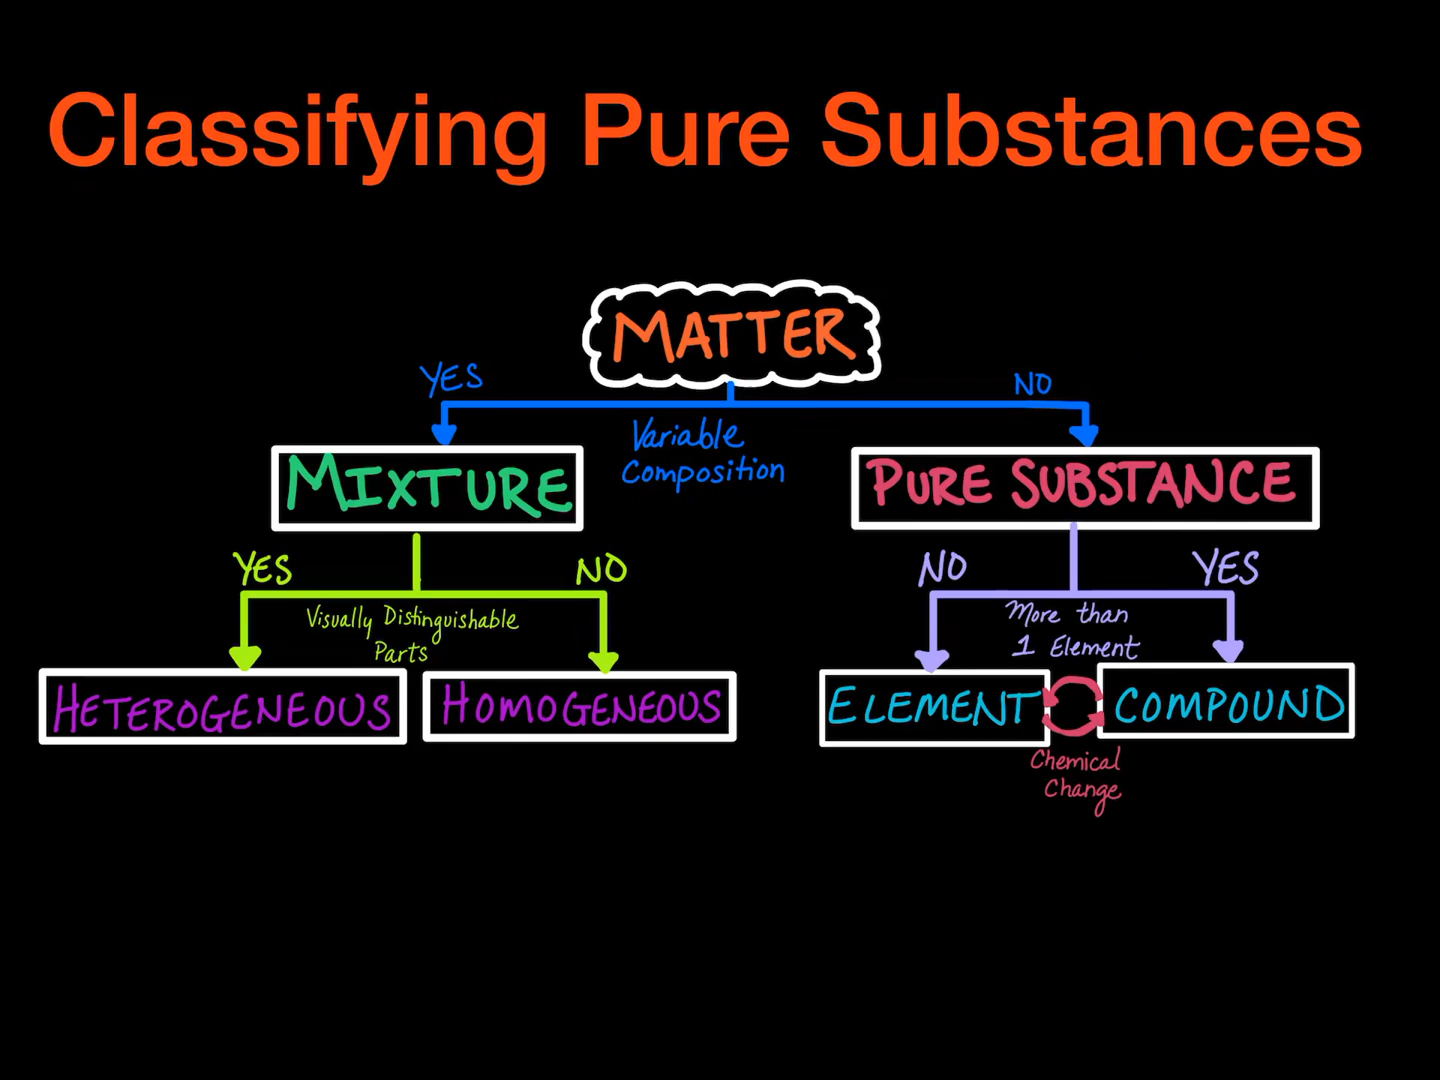 Classifying Pure Substances
MATTER
YES
NO
Variable
Composition
MIXTURE
PURE SUBSTANCE
YES
NO
Visually Distinguishable
Parts
NO
YES
More than
1 Element
HETEROGENEOUS
HOMOGENEOUS
ELEMENT
COMPOUND
Chemical
Change